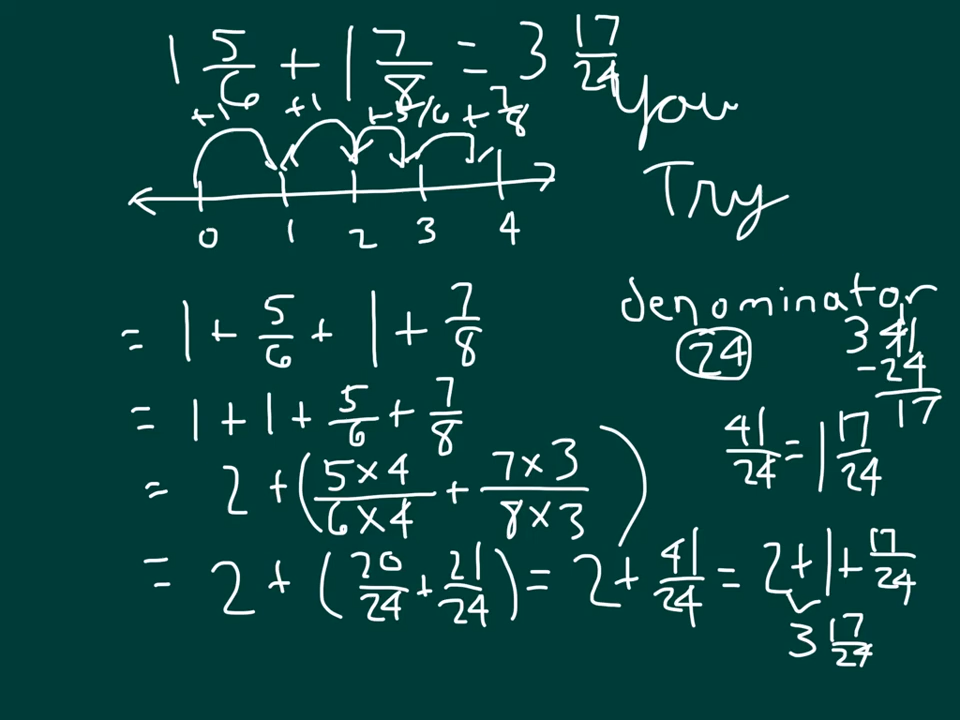 1 5/6 + 1 7/8 = 3 17/24
You
Try
+1 +1 +5/6 +7/8
0 1 2 3 4
denominator
24
3 41
-24
17
41/24 = 1 17/24
= 1 + 5/6 + 1 + 7/8
= 1 + 1 + 5/6 + 7/8
= 2 + (5×4/6×4 + 7×3/8×3)
= 2 + (20/24 + 21/24) = 2 + 41/24 = 2 + 1 + 17/24
3 17/24